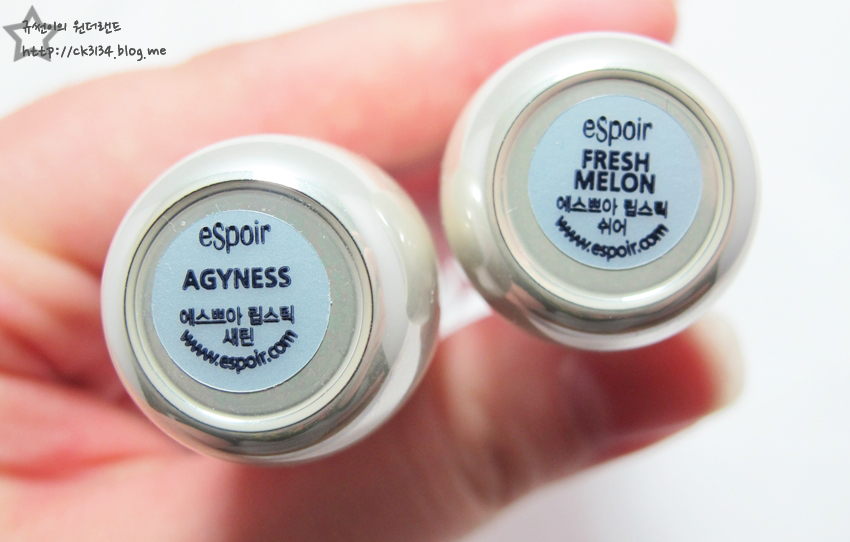 규썬이의 원더랜드
http://ck3134.blog.me
eSpoir
AGYNESS
에스쁘아 립스틱
새틴
www.espoir.com
eSpoir
FRESH
MELON
에스쁘아 립스틱
쉬어
www.espoir.com